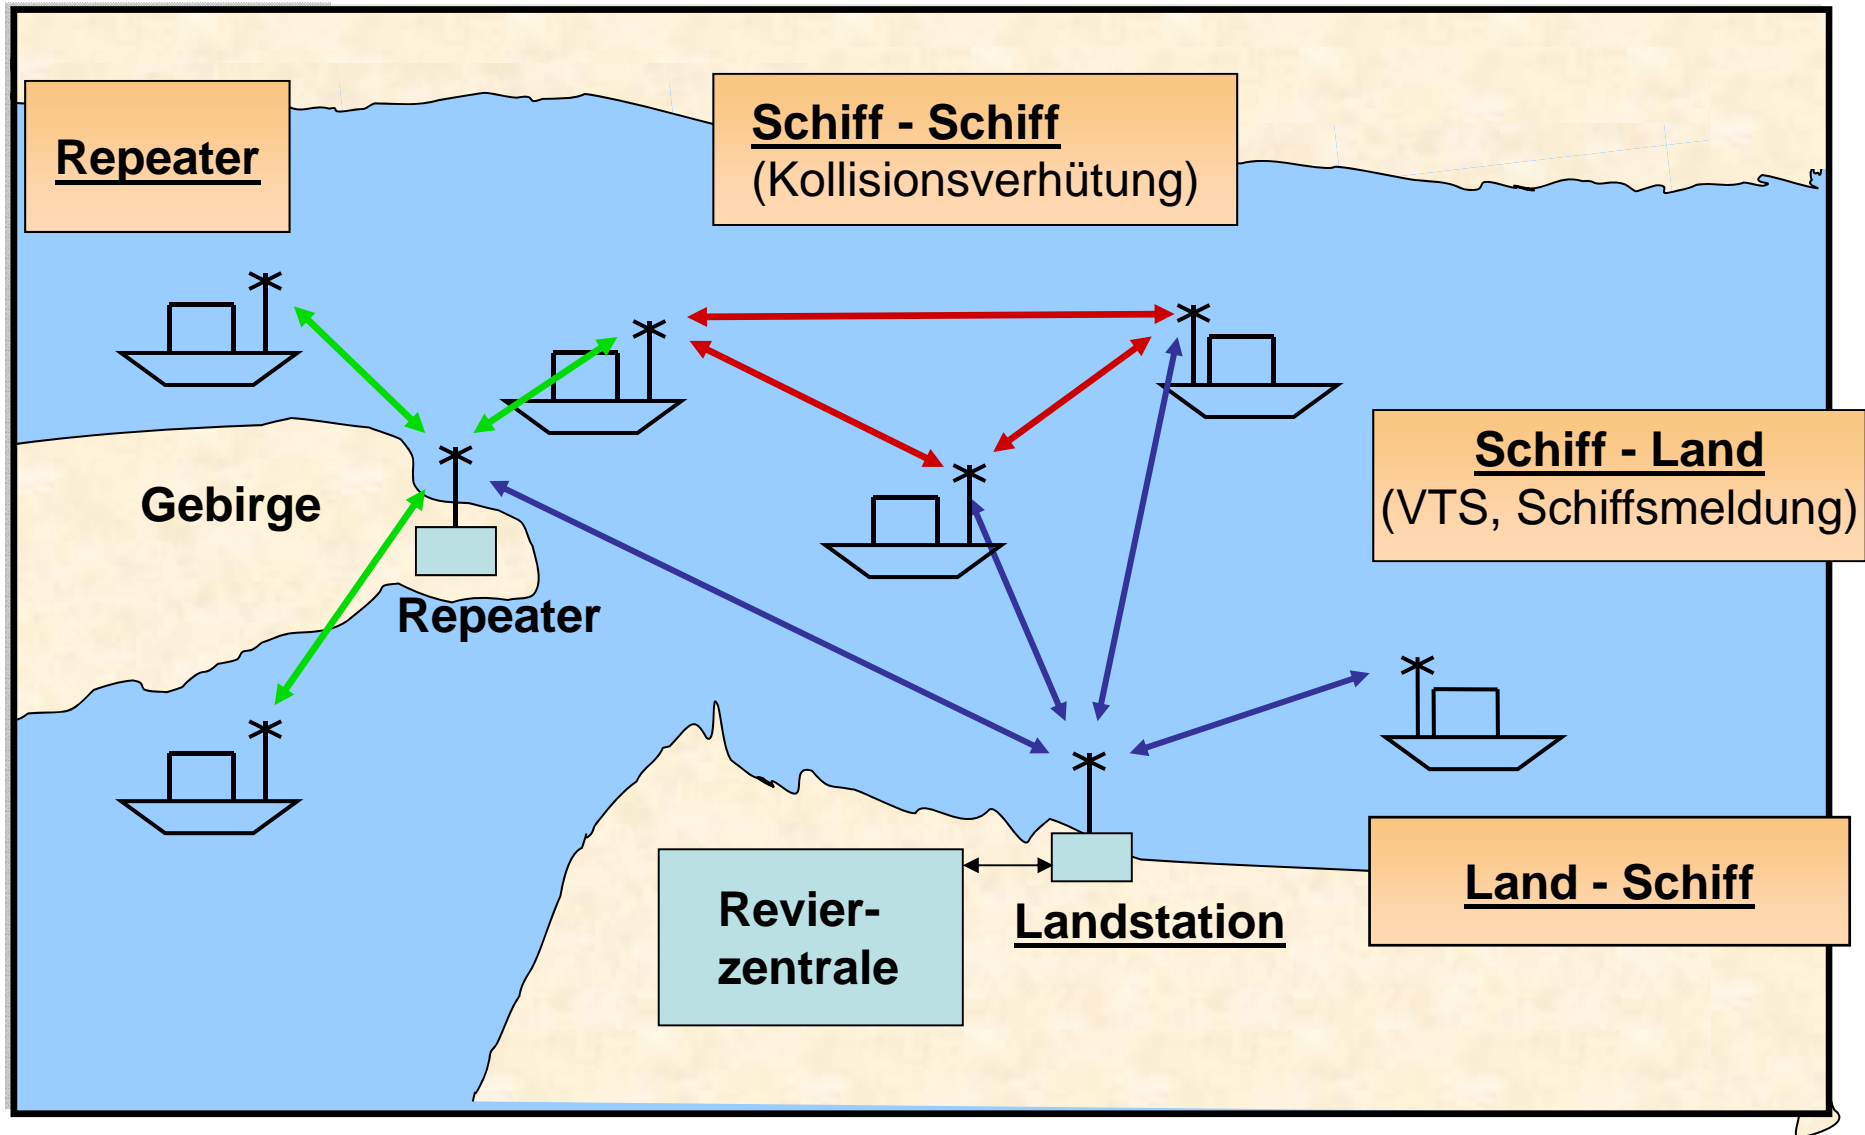 Repeater
Schiff - Schiff
(Kollisionsverhütung)
Schiff - Land
(VTS, Schiffsmeldung)
Gebirge
Repeater
Revier-
zentrale
Landstation
Land - Schiff